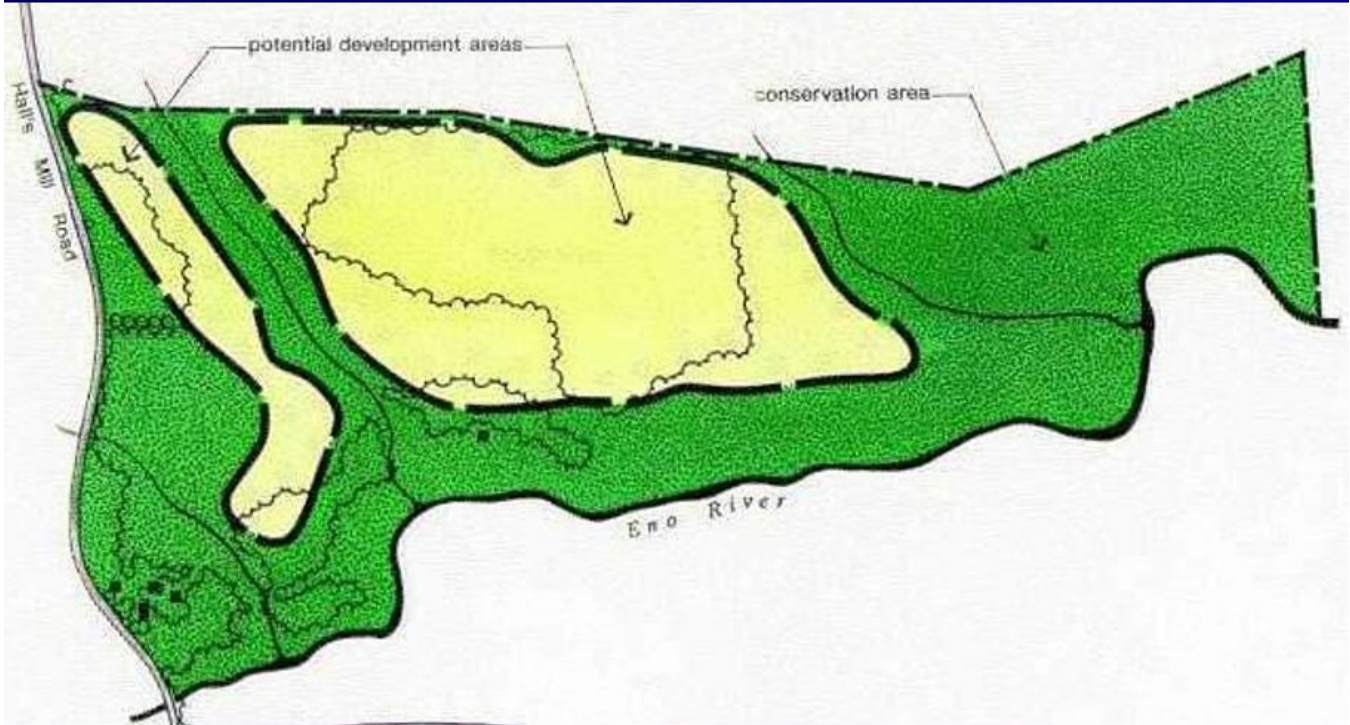 potential development areas
conservation area
Hall's Mill Road
Eno River